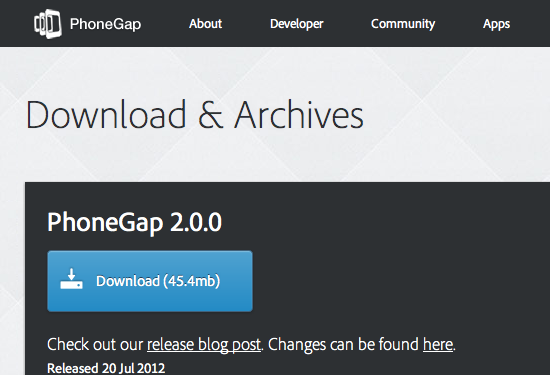 PhoneGap About Developer Community Apps
Download & Archives
PhoneGap 2.0.0
Download (45.4mb)
Check out our release blog post. Changes can be found here.
Released 20 Jul 2012